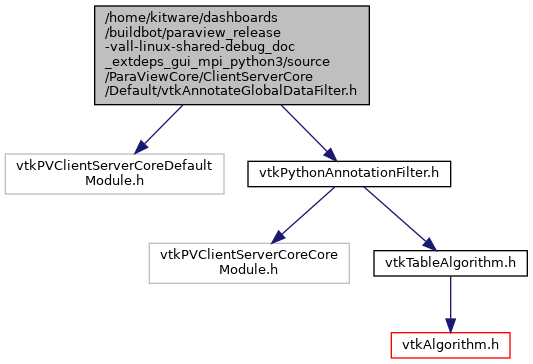 /home/kitware/dashboards
/buildbot/paraview_release
-vall-linux-shared-debug_doc
_extdeps_gui_mpi_python3/source
/ParaViewCore/ClientServerCore
/Default/vtkAnnotateGlobalDataFilter.h
vtkPVClientServerCoreDefault
Module.h
vtkPythonAnnotationFilter.h
vtkPVClientServerCoreCore
Module.h
vtkTableAlgorithm.h
vtkAlgorithm.h